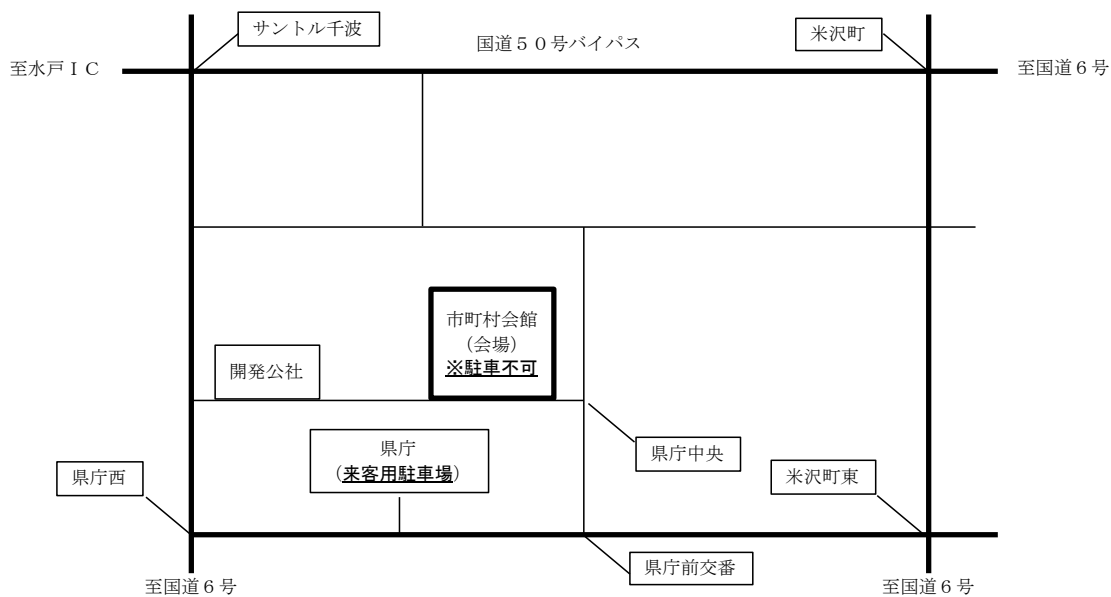 サントル千波
国道５０号バイパス
米沢町
至水戸ＩＣ
至国道６号
市町村会館
（会場）
※駐車不可
開発公社
県庁
（来客用駐車場）
県庁中央
県庁西
米沢町東
県庁前交番
至国道６号
至国道６号